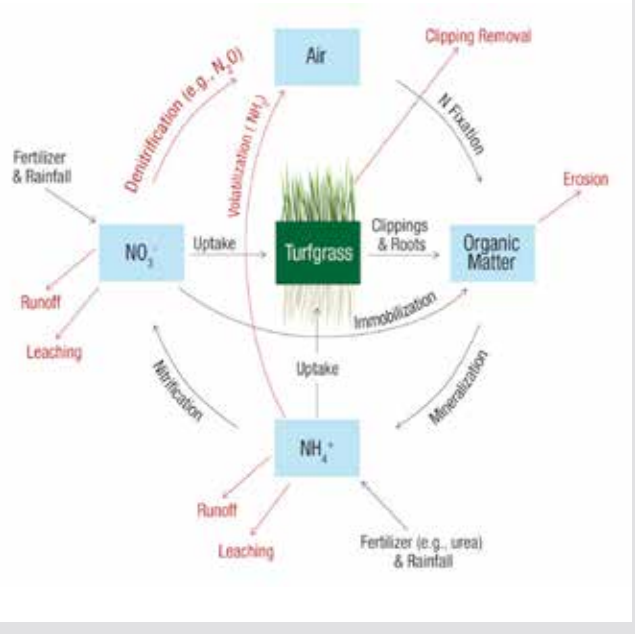 Air
Clipping Removal
Denitrification (e.g., N₂O)
Volatilization (NH₃)
N Fixation
Fertilizer
& Rainfall
Erosion
NO₃⁻
Uptake
Turfgrass
Clippings
& Roots
Organic
Matter
Runoff
Leaching
Immobilization
Nitrification
Uptake
Mineralization
NH₄⁺
Runoff
Leaching
Fertilizer (e.g., urea)
& Rainfall